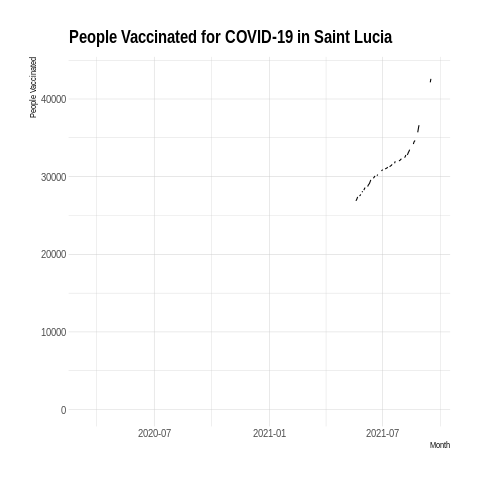 People Vaccinated for COVID-19 in Saint Lucia
People Vaccinated
40000
30000
20000
10000
0
2020-07
2021-01
2021-07
Month